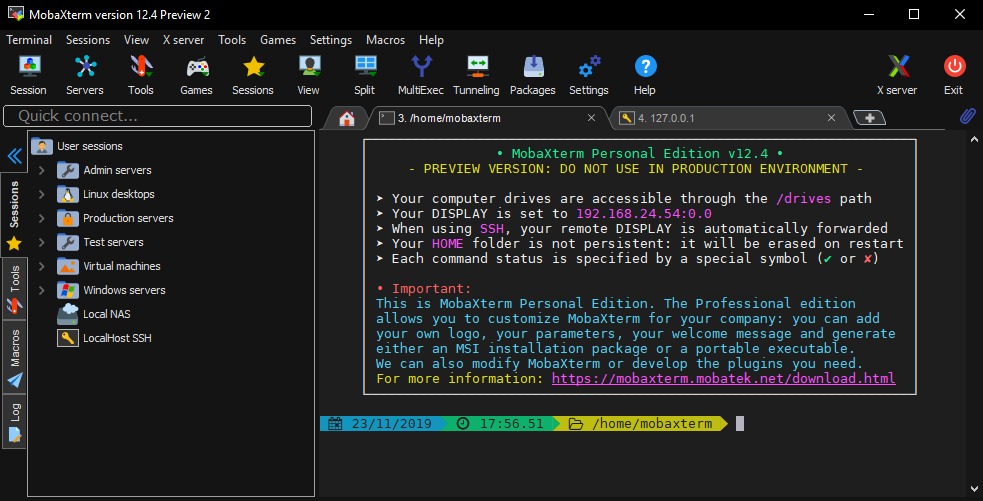 MobaXterm version 12.4 Preview 2
Terminal Sessions View X server Tools Games Settings Macros Help
Session Servers Tools Games Sessions View Split MultiExec Tunneling Packages Settings Help X server Exit
Quick connect...
3. /home/mobaxterm
4. 127.0.0.1
Sessions
Tools
Macros
Log
User sessions
Admin servers
Linux desktops
Production servers
Test servers
Virtual machines
Windows servers
Local NAS
LocalHost SSH
• MobaXterm Personal Edition v12.4 •
- PREVIEW VERSION: DO NOT USE IN PRODUCTION ENVIRONMENT -
➤ Your computer drives are accessible through the /drives path
➤ Your DISPLAY is set to 192.168.24.54:0.0
➤ When using SSH, your remote DISPLAY is automatically forwarded
➤ Your HOME folder is not persistent: it will be erased on restart
➤ Each command status is specified by a special symbol (✔ or ✘)
• Important:
This is MobaXterm Personal Edition. The Professional edition
allows you to customize MobaXterm for your company: you can add
your own logo, your parameters, your welcome message and generate
either an MSI installation package or a portable executable.
We can also modify MobaXterm or develop the plugins you need.
For more information: https://mobaxterm.mobatek.net/download.html
23/11/2019 17:56.51 /home/mobaxterm